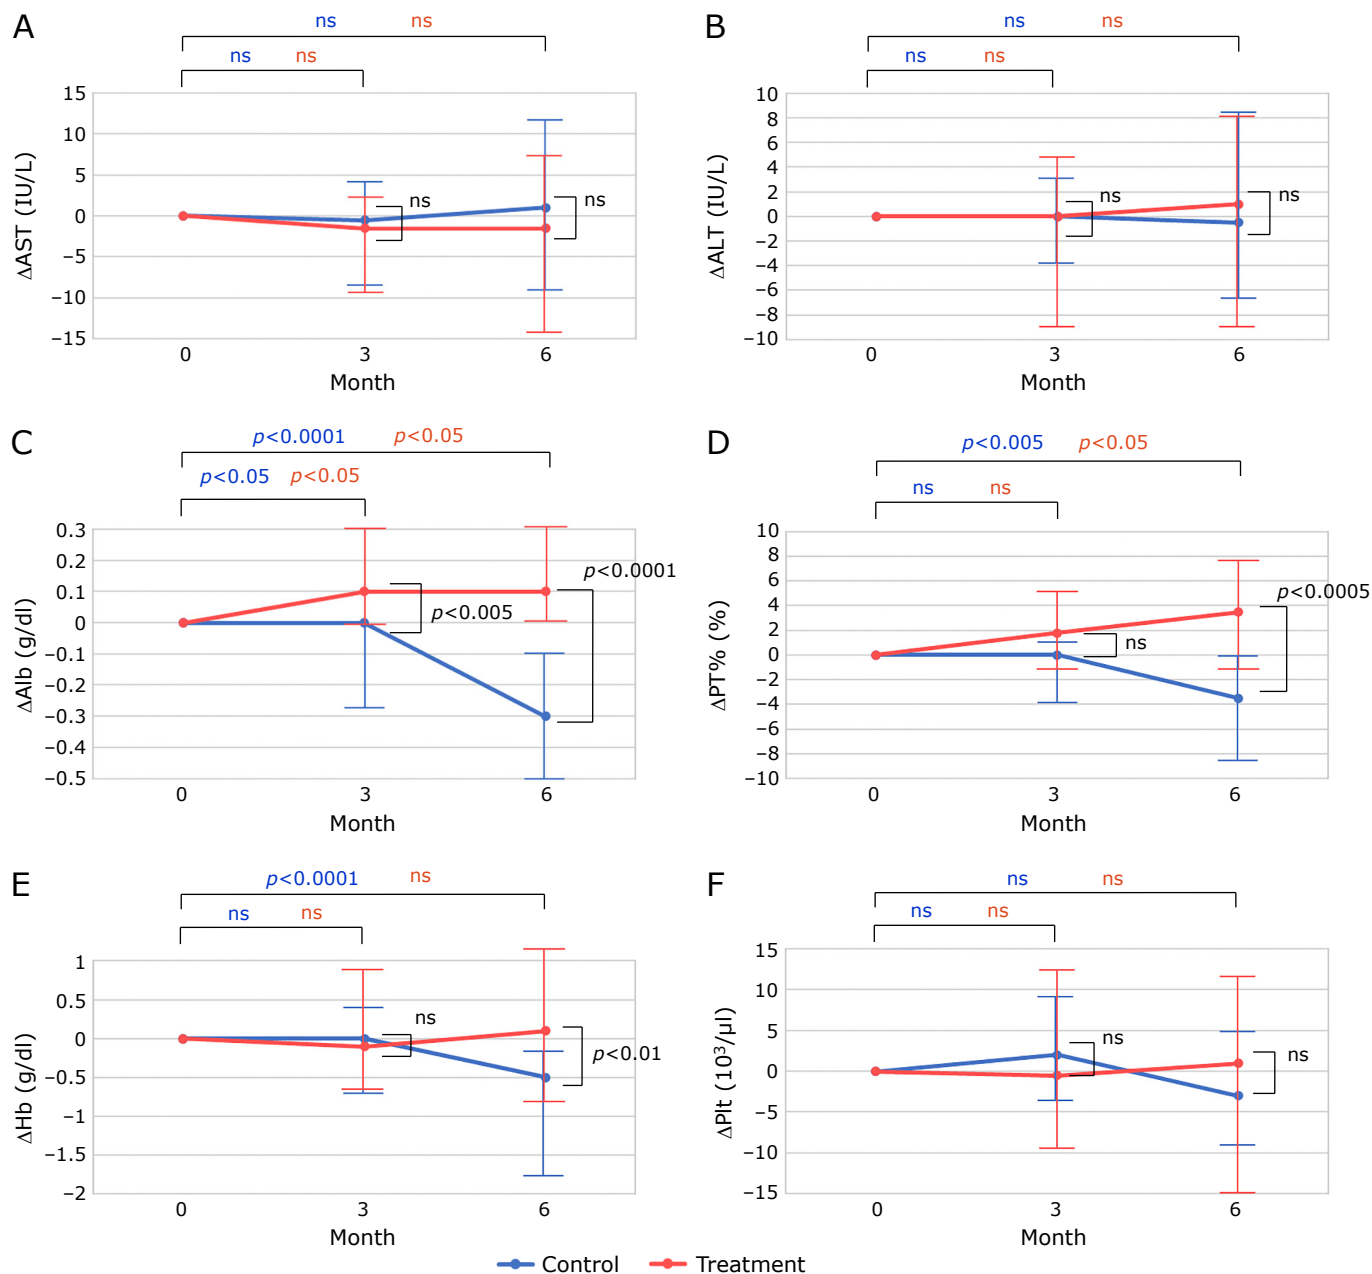 A
ns ns
ns ns
15
10
5
0
−5
−10
−15
ΔAST (IU/L)
ns
ns
0 3 6
Month
B
ns ns
ns ns
10
8
6
4
2
0
−2
−4
−6
−8
−10
ΔALT (IU/L)
ns
ns
0 3 6
Month
C
p<0.0001 p<0.05
p<0.05 p<0.05
0.3
0.2
0.1
0
−0.1
−0.2
−0.3
−0.4
−0.5
ΔAlb (g/dl)
p<0.005
p<0.0001
0 3 6
Month
D
p<0.005 p<0.05
ns ns
10
8
6
4
2
0
−2
−4
−6
−8
−10
ΔPT% (%)
ns
p<0.0005
0 3 6
Month
E
p<0.0001 ns
ns ns
1
0.5
0
−0.5
−1
−1.5
−2
ΔHb (g/dl)
ns
p<0.01
0 3 6
Month
F
ns ns
ns ns
15
10
5
0
−5
−10
−15
ΔPlt (10³/μl)
ns
ns
0 3 6
Month
Control Treatment